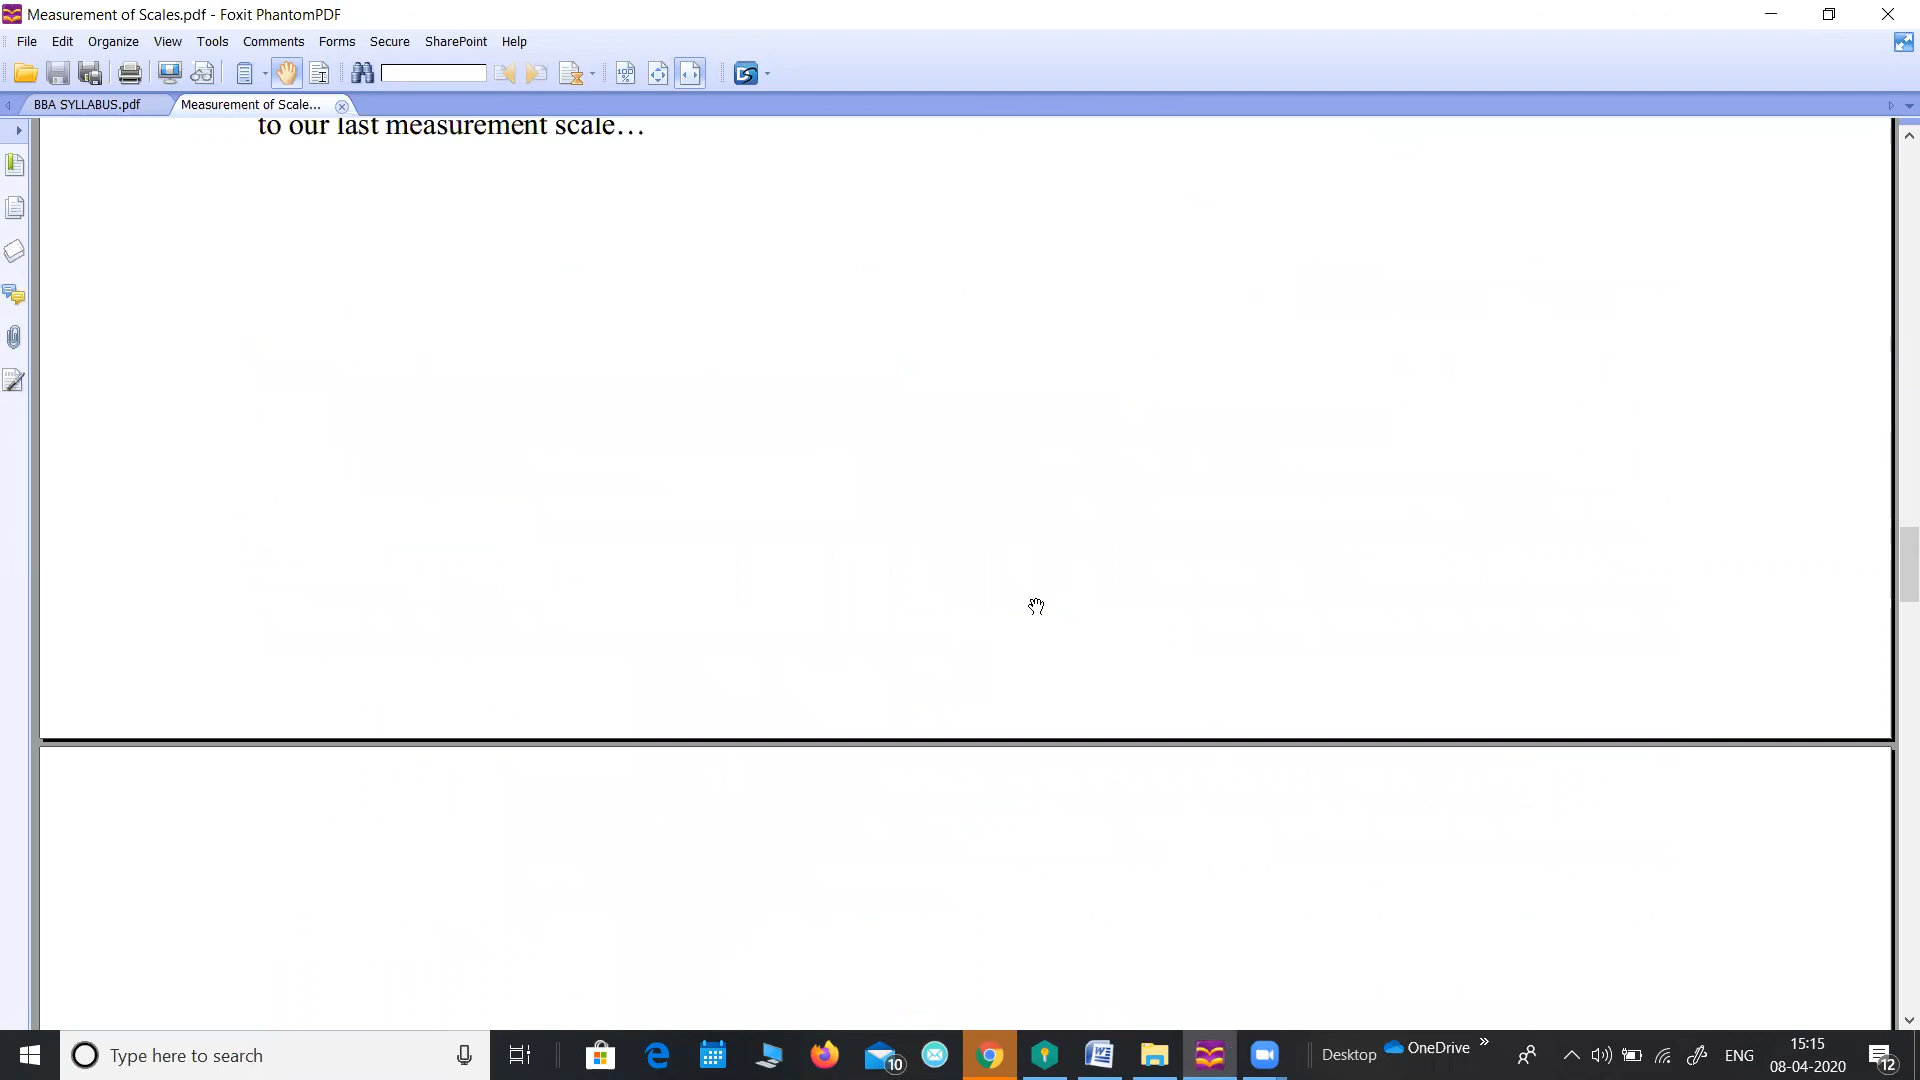 Measurement of Scales.pdf - Foxit PhantomPDF
File Edit Organize View Tools Comments Forms Secure SharePoint Help
BBA SYLLABUS.pdf
Measurement of Scale...
to our last measurement scale…
Type here to search
10
Desktop
OneDrive
»
ENG
15:15
08-04-2020
12